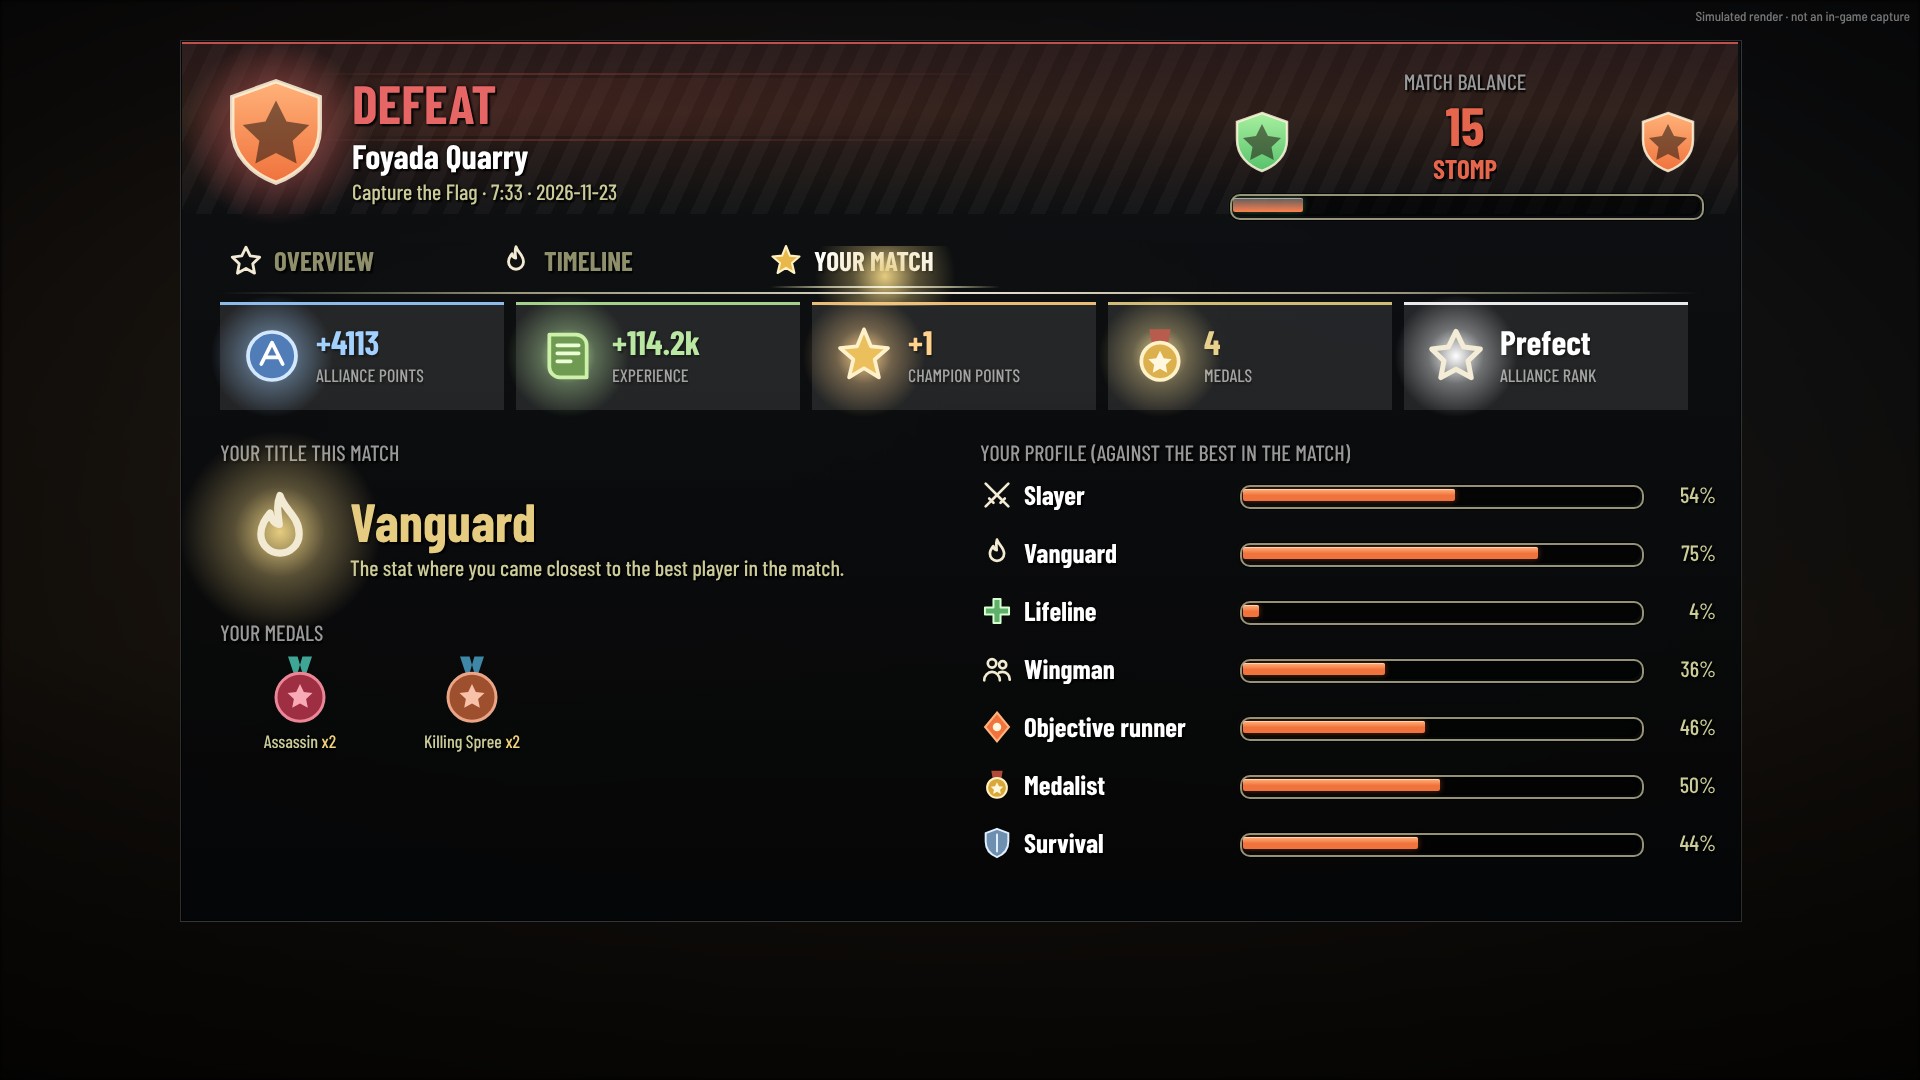 Simulated render · not an in-game capture
DEFEAT
Foyada Quarry
Capture the Flag · 7:33 · 2026-11-23
MATCH BALANCE
15
STOMP
OVERVIEW
TIMELINE
YOUR MATCH
+4113
ALLIANCE POINTS
+114.2k
EXPERIENCE
+1
CHAMPION POINTS
4
MEDALS
Prefect
ALLIANCE RANK
YOUR TITLE THIS MATCH
Vanguard
The stat where you came closest to the best player in the match.
YOUR MEDALS
Assassin x2
Killing Spree x2
YOUR PROFILE (AGAINST THE BEST IN THE MATCH)
Slayer 54%
Vanguard 75%
Lifeline 4%
Wingman 36%
Objective runner 46%
Medalist 50%
Survival 44%